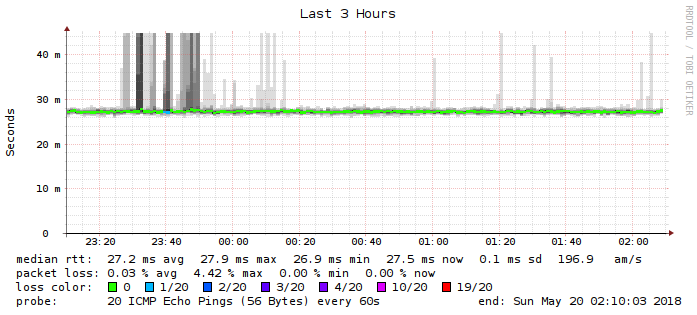 Last 3 Hours
RRDTOOL / TOBI OETIKER
Seconds
40 m
30 m
20 m
10 m
0
23:20 23:40 00:00 00:20 00:40 01:00 01:20 01:40 02:00
median rtt: 27.2 ms avg 27.9 ms max 26.9 ms min 27.5 ms now 0.1 ms sd 196.9 am/s
packet loss: 0.03 % avg 4.42 % max 0.00 % min 0.00 % now
loss color: 0 1/20 2/20 3/20 4/20 10/20 19/20
probe: 20 ICMP Echo Pings (56 Bytes) every 60s end: Sun May 20 02:10:03 2018